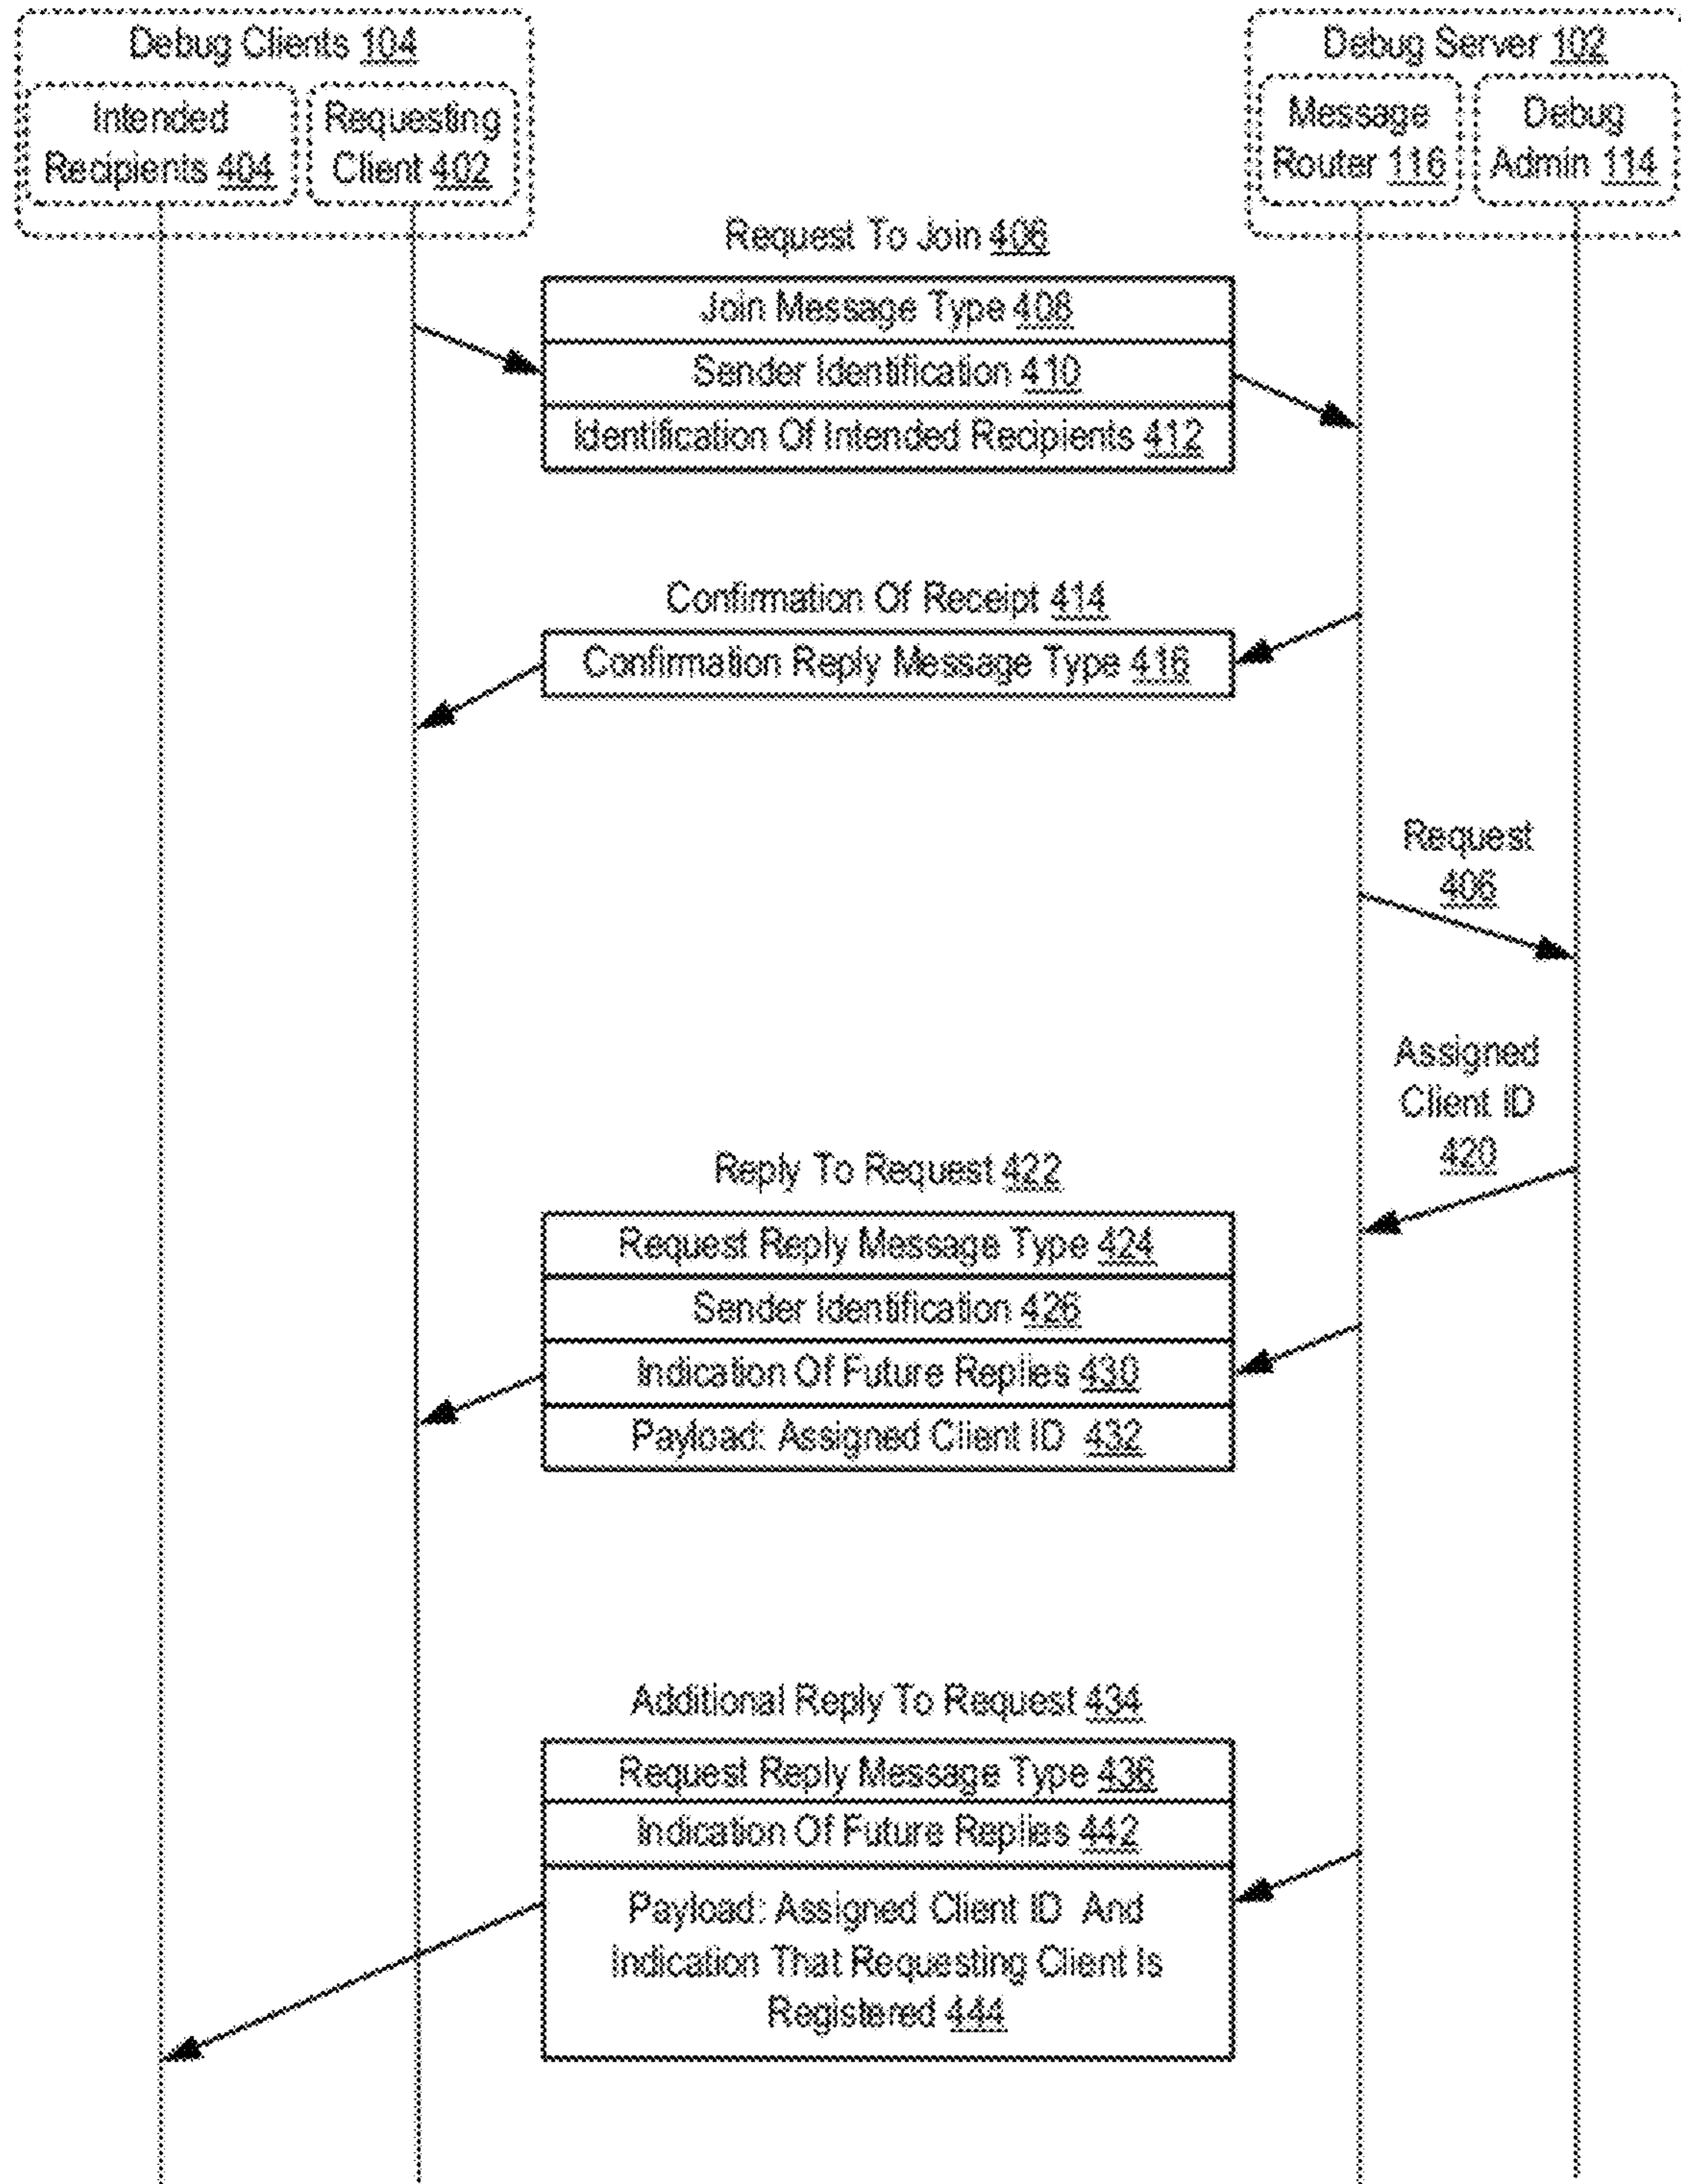 Debug Clients 104
Intended
Recipients 404
Requesting
Client 402
Debug Server 102
Message
Router 116
Debug
Admin 114
Request To Join 406
Join Message Type 408
Sender Identification 410
Identification Of Intended Recipients 412
Confirmation Of Receipt 414
Confirmation Reply Message Type 416
Request
406
Assigned
Client ID
420
Reply To Request 422
Request Reply Message Type 424
Sender Identification 426
Indication Of Future Replies 430
Payload: Assigned Client ID 432
Additional Reply To Request 434
Request Reply Message Type 436
Indication Of Future Replies 442
Payload: Assigned Client ID And
Indication That Requesting Client Is
Registered 444